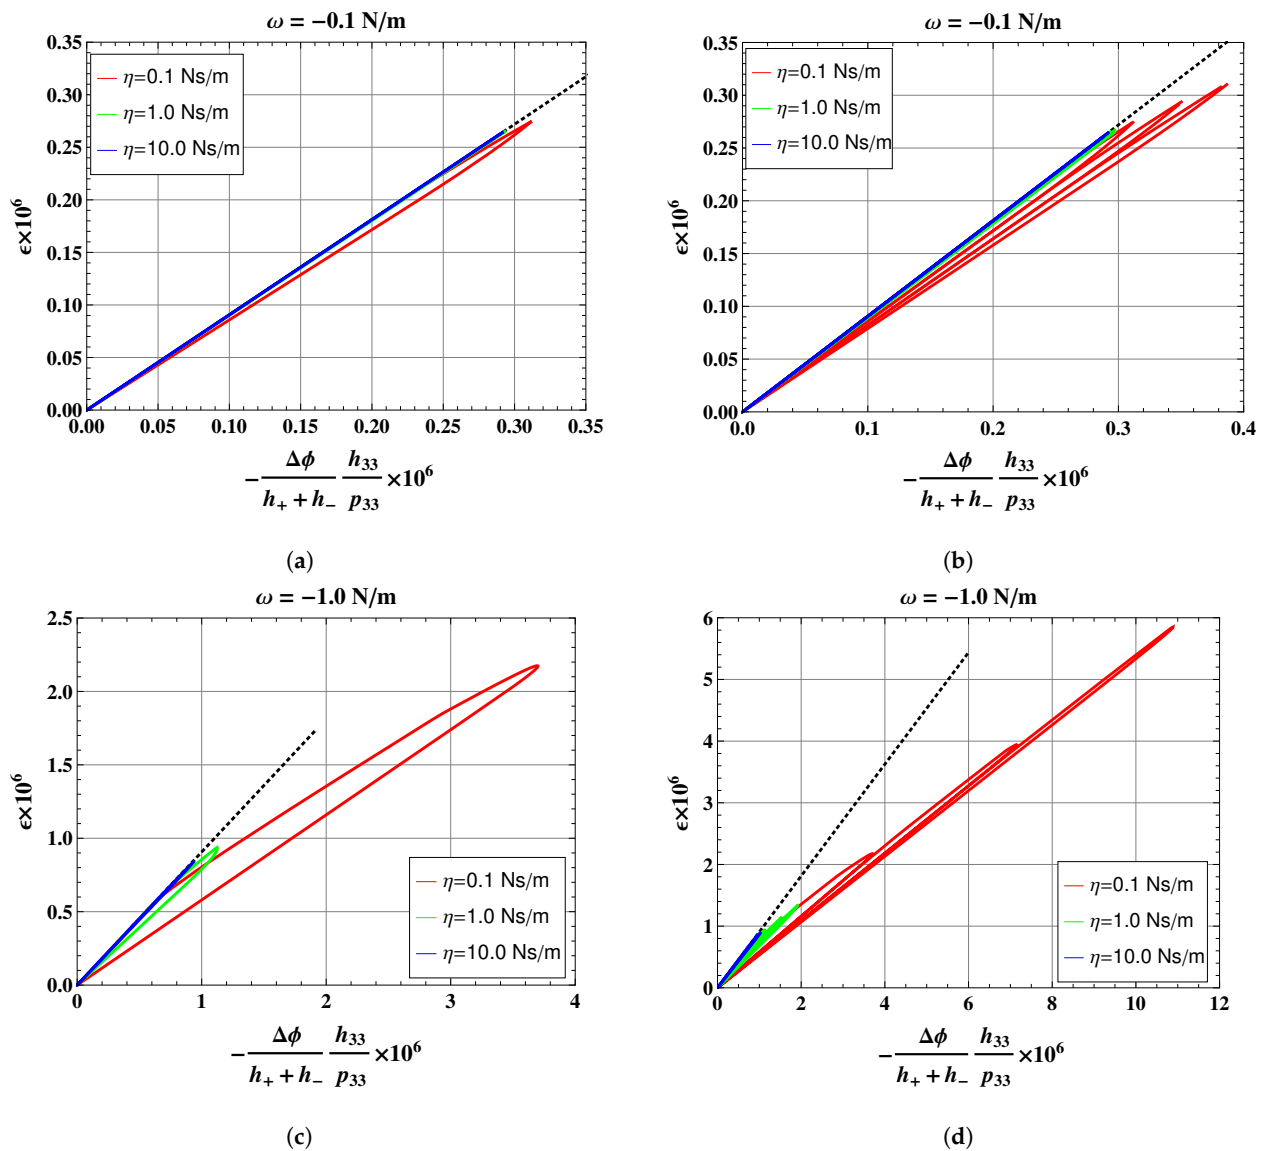 ω = −0.1 N/m
0.35
0.30
0.25
0.20
0.15
0.10
0.05
0.00
ϵ×10⁶
η=0.1 Ns/m
η=1.0 Ns/m
η=10.0 Ns/m
0.00 0.05 0.10 0.15 0.20 0.25 0.30 0.35
− Δϕ/(h₊ + h₋) h₃₃/p₃₃ ×10⁶
(a)
ω = −0.1 N/m
0.35
0.30
0.25
0.20
0.15
0.10
0.05
0.00
ϵ×10⁶
η=0.1 Ns/m
η=1.0 Ns/m
η=10.0 Ns/m
0.0 0.1 0.2 0.3 0.4
− Δϕ/(h₊ + h₋) h₃₃/p₃₃ ×10⁶
(b)
ω = −1.0 N/m
2.5
2.0
1.5
1.0
0.5
0.0
ϵ×10⁶
η=0.1 Ns/m
η=1.0 Ns/m
η=10.0 Ns/m
0 1 2 3 4
− Δϕ/(h₊ + h₋) h₃₃/p₃₃ ×10⁶
(c)
ω = −1.0 N/m
6
5
4
3
2
1
0
ϵ×10⁶
η=0.1 Ns/m
η=1.0 Ns/m
η=10.0 Ns/m
0 2 4 6 8 10 12
− Δϕ/(h₊ + h₋) h₃₃/p₃₃ ×10⁶
(d)